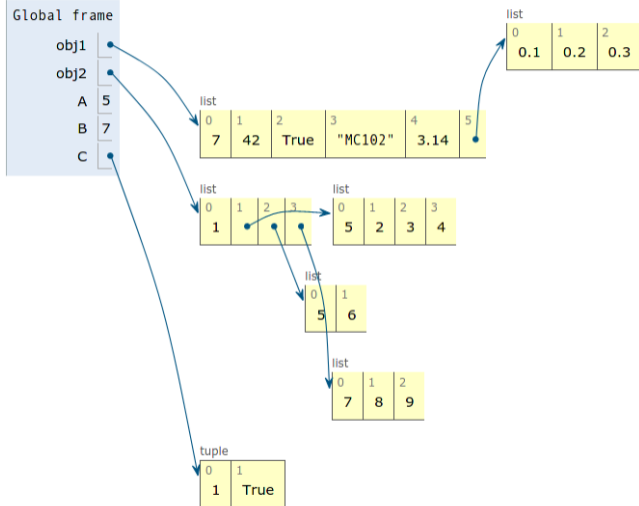 Global frame
obj1
obj2
A 5
B 7
C
list
0 1 2
0.1 0.2 0.3
list
0 1 2 3 4 5
7 42 True "MC102" 3.14
list
0 1 2 3
1
list
0 1 2 3
5 2 3 4
list
0 1
5 6
list
0 1 2
7 8 9
tuple
0 1
1 True